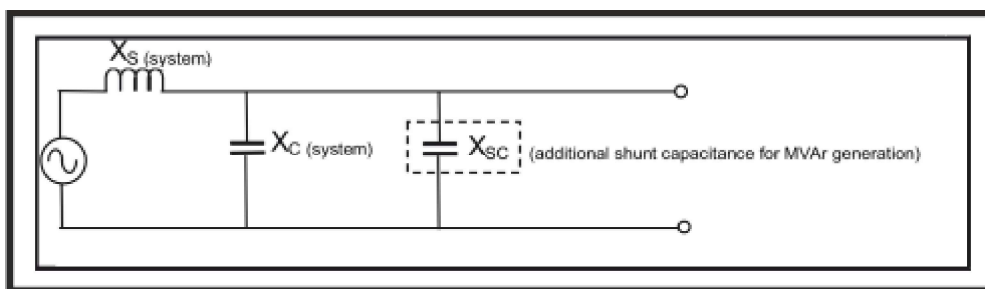 XS (system)
XC (system)
XSC (additional shunt capacitance for MVAr generation)